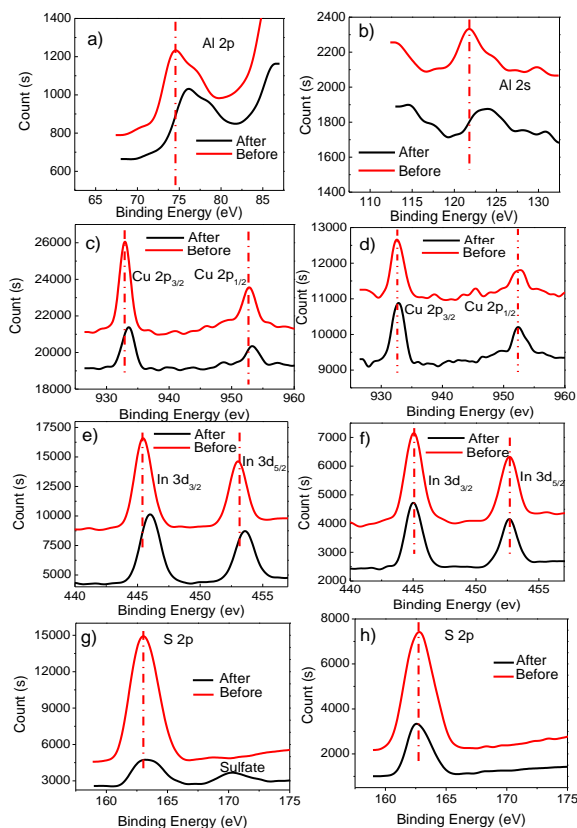 a)
Al 2p
After
Before
Count (s)
1400
1200
1000
800
600
65 70 75 80 85
Binding Energy (eV)
b)
Al 2s
After
Before
Count (s)
2400
2200
2000
1800
1600
1400
110 115 120 125 130
Binding Energy (eV)
c)
After
Before
Cu 2p3/2
Cu 2p1/2
Count (s)
26000
24000
22000
20000
18000
930 940 950 960
Binding Energy (ev)
d)
After
Before
Cu 2p3/2
Cu 2p1/2
Count (s)
13000
12000
11000
10000
9000
930 940 950 960
Binding Energy (ev)
e)
After
Before
In 3d3/2
In 3d5/2
Count (s)
17500
15000
12500
10000
7500
5000
440 445 450 455
Binding Energy (ev)
f)
After
Before
In 3d3/2
In 3d5/2
Count (s)
7000
6000
5000
4000
3000
2000
440 445 450 455
Binding Energy (ev)
g)
S 2p
After
Before
Sulfate
Count (s)
15000
12000
9000
6000
3000
160 165 170 175
Binding Energy (eV)
h)
S 2p
After
Before
Count (s)
8000
6000
4000
2000
160 165 170 175
Binding Energy (eV)